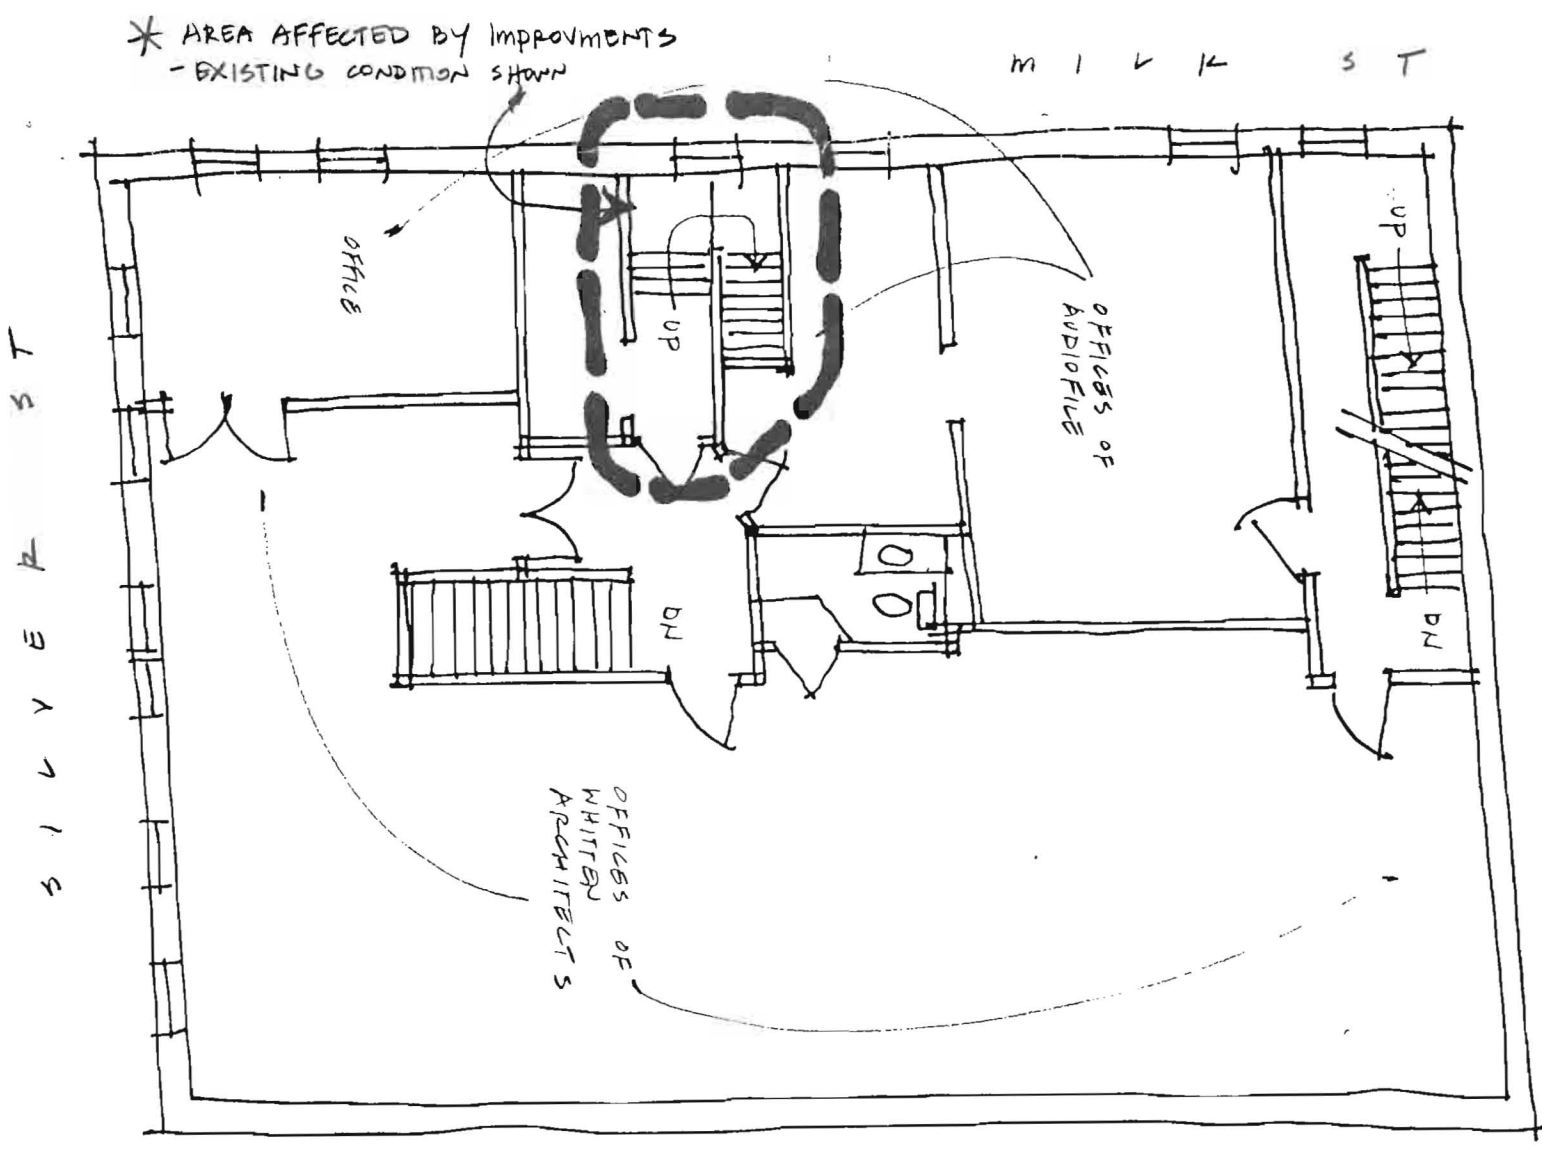 * AREA AFFECTED BY IMPROVMENTS
- EXISTING CONDITION SHOWN
MILK ST
SILVER ST
OFFICE
UP
OFFICES OF
AUDIOFILE
UP
DN
DN
OFFICES OF
WHITTEN
ARCHITECTS